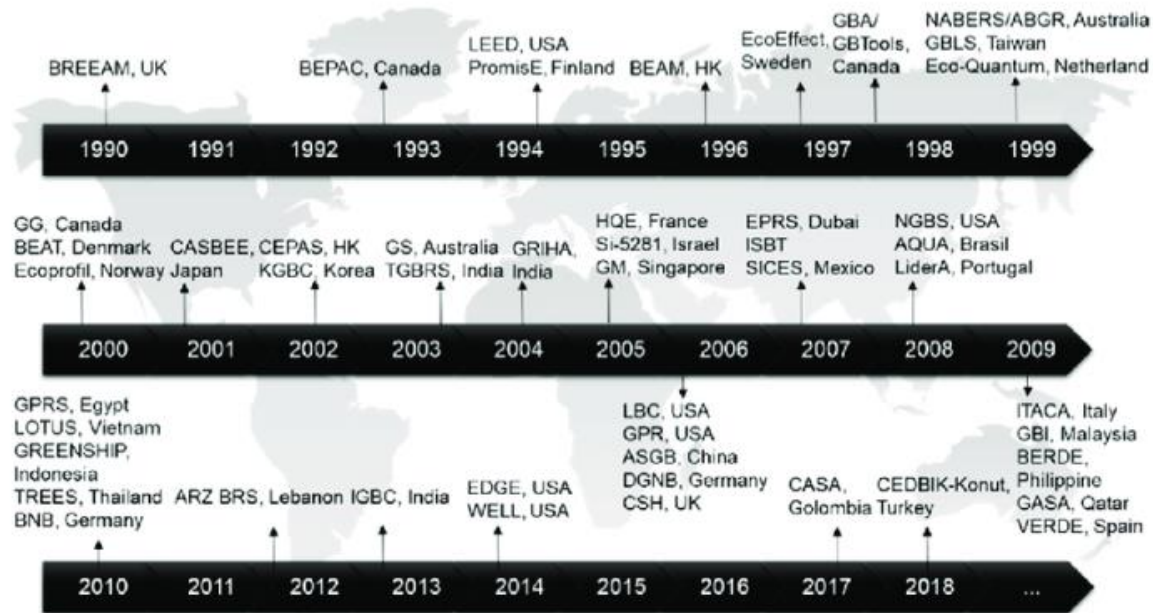 BREEAM, UK
BEPAC, Canada
LEED, USA
PromisE, Finland
BEAM, HK
EcoEffect,
Sweden
GBA/
GBTools,
Canada
NABERS/ABGR, Australia
GBLS, Taiwan
Eco-Quantum, Netherland
1990 1991 1992 1993 1994 1995 1996 1997 1998 1999
GG, Canada
BEAT, Denmark
Ecoprofil, Norway
CASBEE,
Japan
CEPAS, HK
KGBC, Korea
GS, Australia
TGBRS, India
GRIHA,
India
HQE, France
Si-5281, Israel
GM, Singapore
EPRS, Dubai
ISBT
SICES, Mexico
NGBS, USA
AQUA, Brasil
LiderA, Portugal
2000 2001 2002 2003 2004 2005 2006 2007 2008 2009
LBC, USA
GPR, USA
ASGB, China
DGNB, Germany
CSH, UK
ITACA, Italy
GBI, Malaysia
BERDE,
Philippine
GASA, Qatar
VERDE, Spain
GPRS, Egypt
LOTUS, Vietnam
GREENSHIP,
Indonesia
TREES, Thailand
BNB, Germany
ARZ BRS, Lebanon
IGBC, India
EDGE, USA
WELL, USA
CASA,
Golombia
CEDBIK-Konut,
Turkey
2010 2011 2012 2013 2014 2015 2016 2017 2018 ...